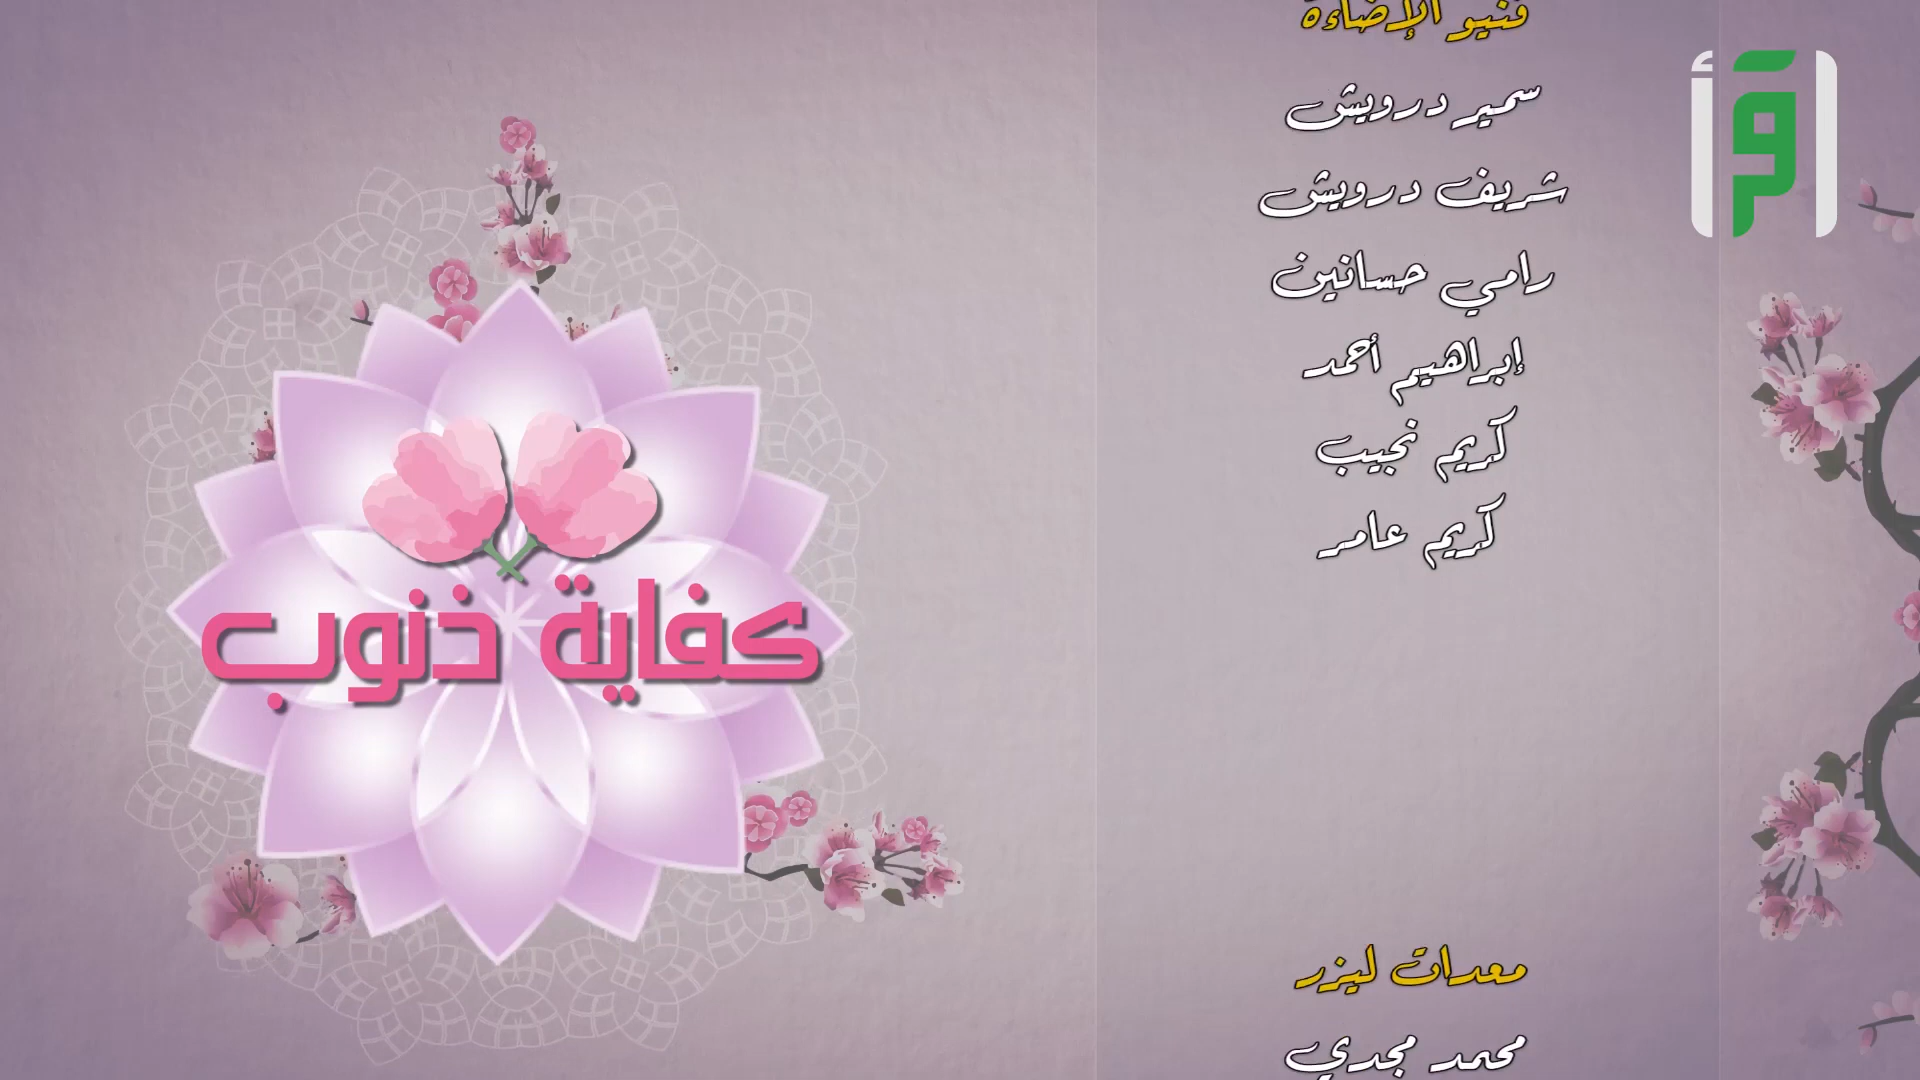 فنيو الإضاءة
سمير درويش
شريف درويش
رامي حسانين
إبراهيم أحمد
كريم نجيب
كريم عامر
معدات ليزر
محمد مجدي
كفاية ذنوب
اقرأ